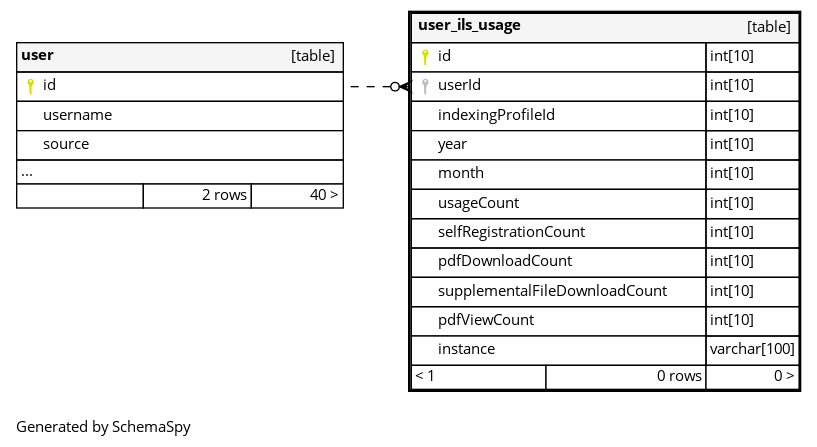 user [table]
id
username
source
...
2 rows 40 >
user_ils_usage [table]
id int[10]
userId int[10]
indexingProfileId int[10]
year int[10]
month int[10]
usageCount int[10]
selfRegistrationCount int[10]
pdfDownloadCount int[10]
supplementalFileDownloadCount int[10]
pdfViewCount int[10]
instance varchar[100]
< 1 0 rows 0 >
Generated by SchemaSpy